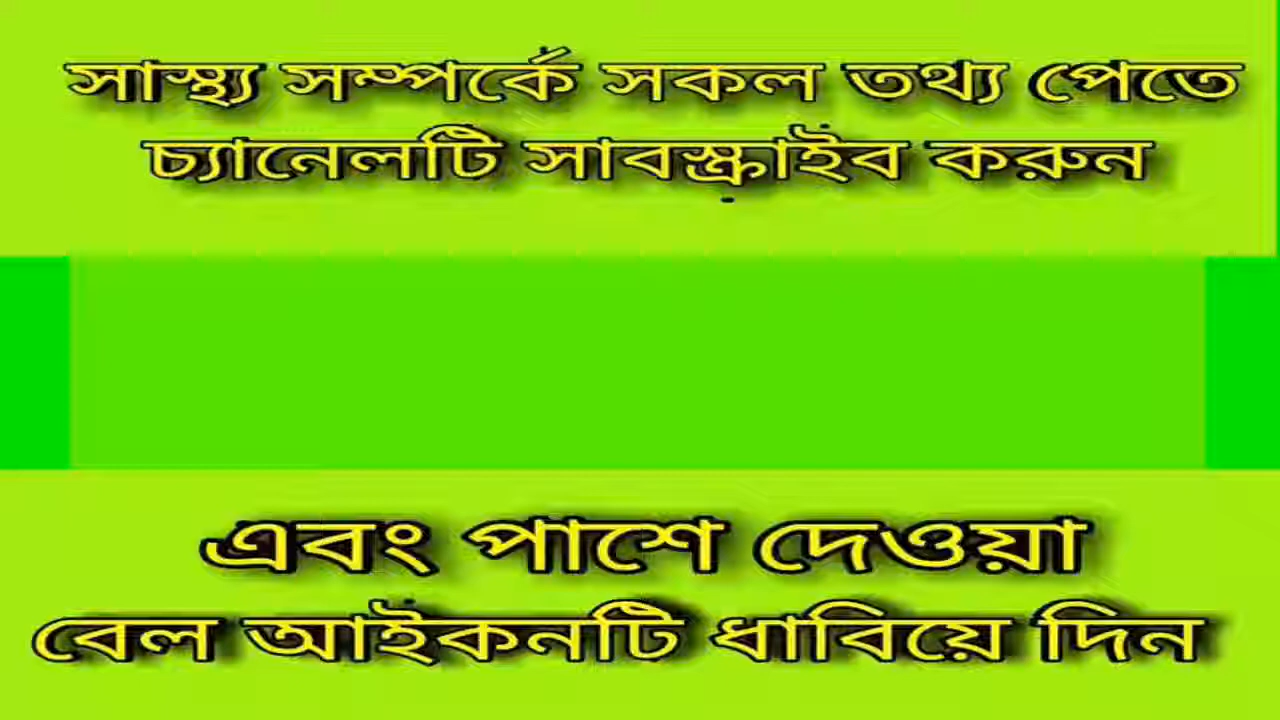 সাস্থ্য সম্পর্কে সকল তথ্য পেতে
চ্যানেলটি সাবস্ক্রাইব করুন
এবং পাশে দেওয়া
বেল আইকনটি ধাবিয়ে দিন